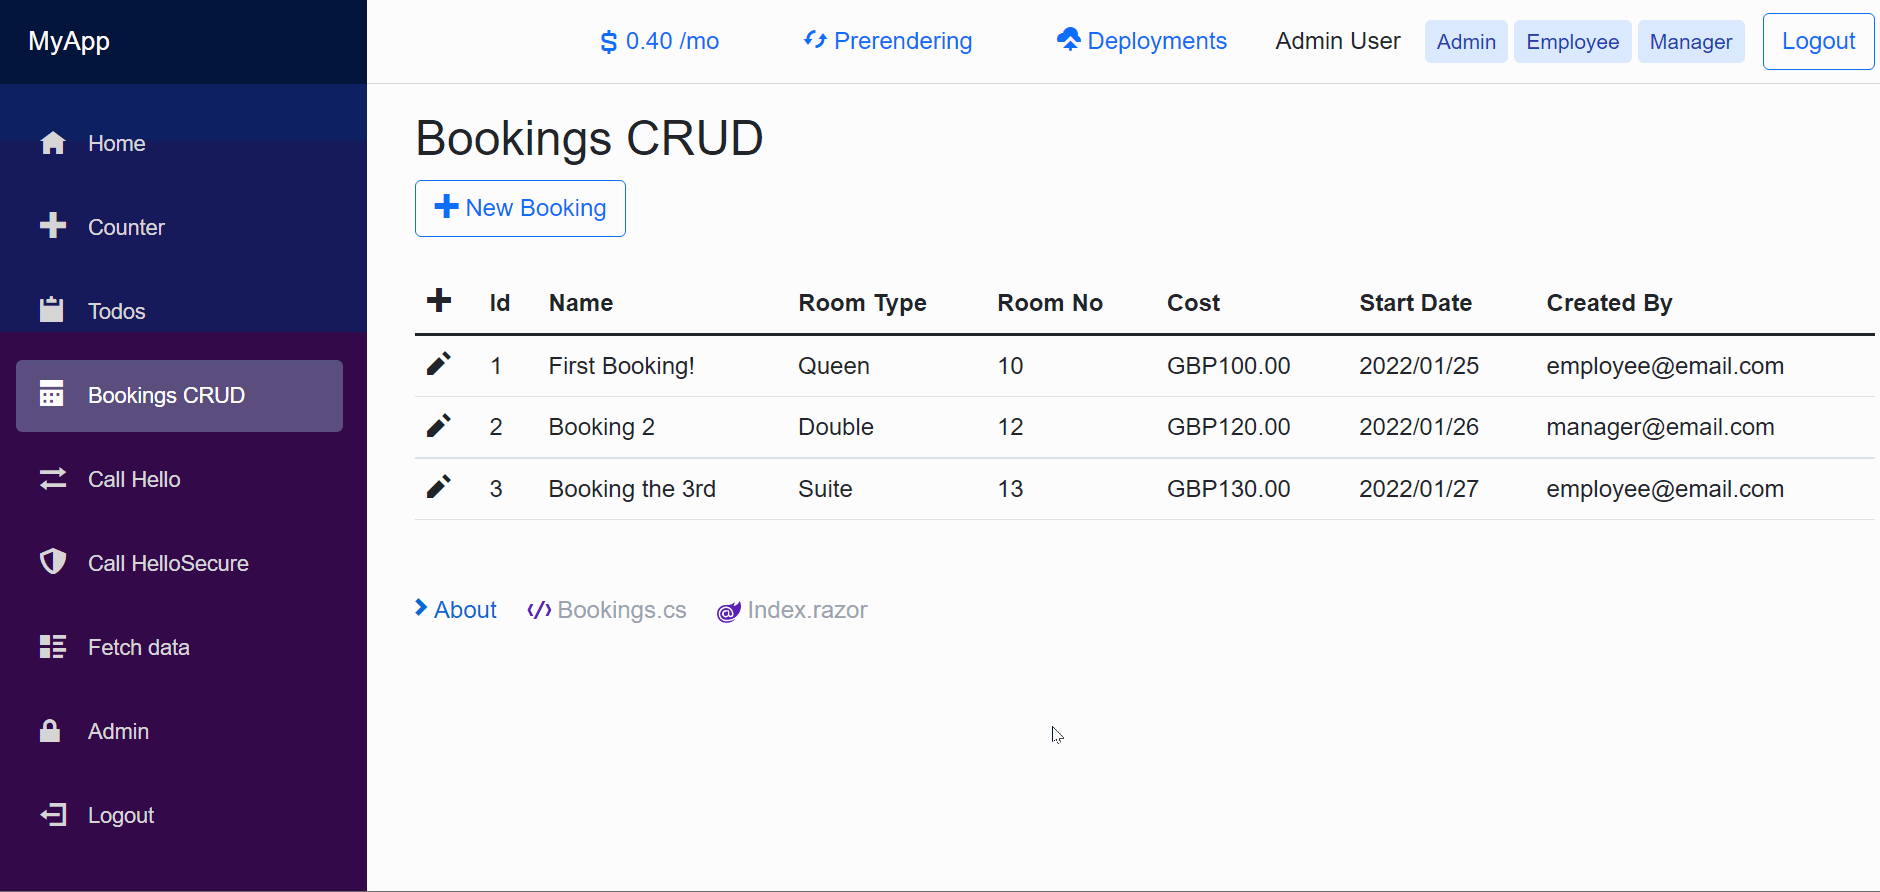 MyApp
$ 0.40 /mo Prerendering Deployments Admin User Admin Employee Manager Logout
Home
Counter
Todos
Bookings CRUD
Call Hello
Call HelloSecure
Fetch data
Admin
Logout
Bookings CRUD
New Booking
Id Name Room Type Room No Cost Start Date Created By
1 First Booking! Queen 10 GBP100.00 2022/01/25 employee@email.com
2 Booking 2 Double 12 GBP120.00 2022/01/26 manager@email.com
3 Booking the 3rd Suite 13 GBP130.00 2022/01/27 employee@email.com
About Bookings.cs Index.razor